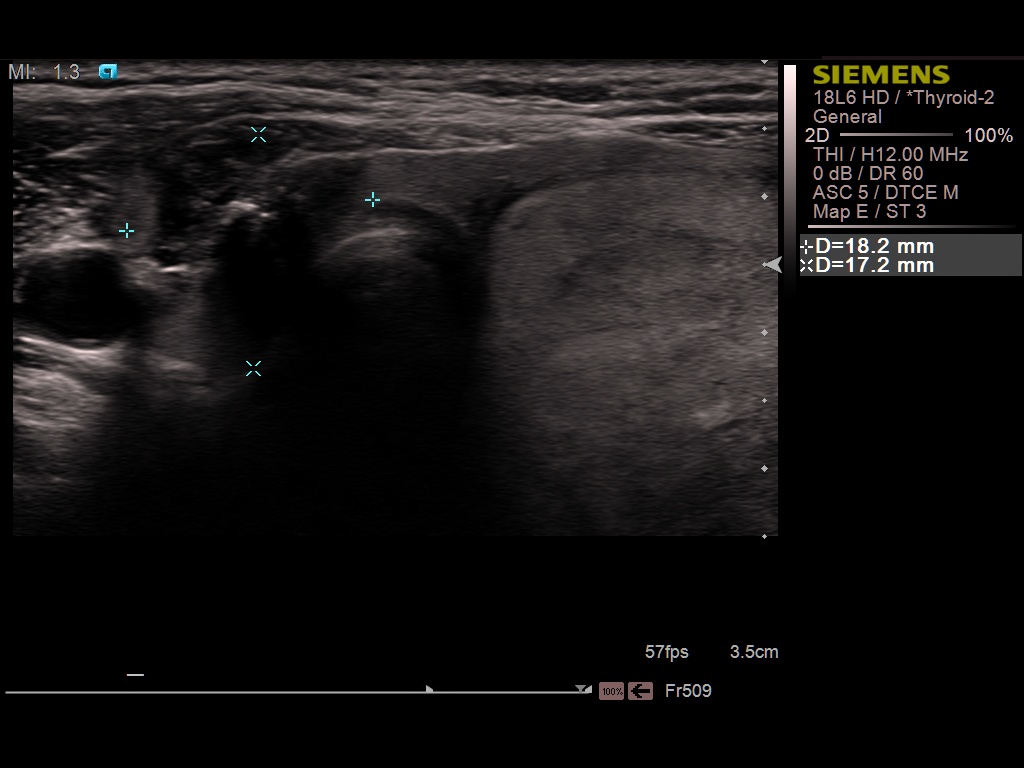 MI: 1.3
SIEMENS
18L6 HD / *Thyroid-2
General
2D 100%
THI / H12.00 MHz
0 dB / DR 60
ASC 5 / DTCE M
Map E / ST 3
D=18.2 mm
D=17.2 mm
57fps 3.5cm
100% Fr509